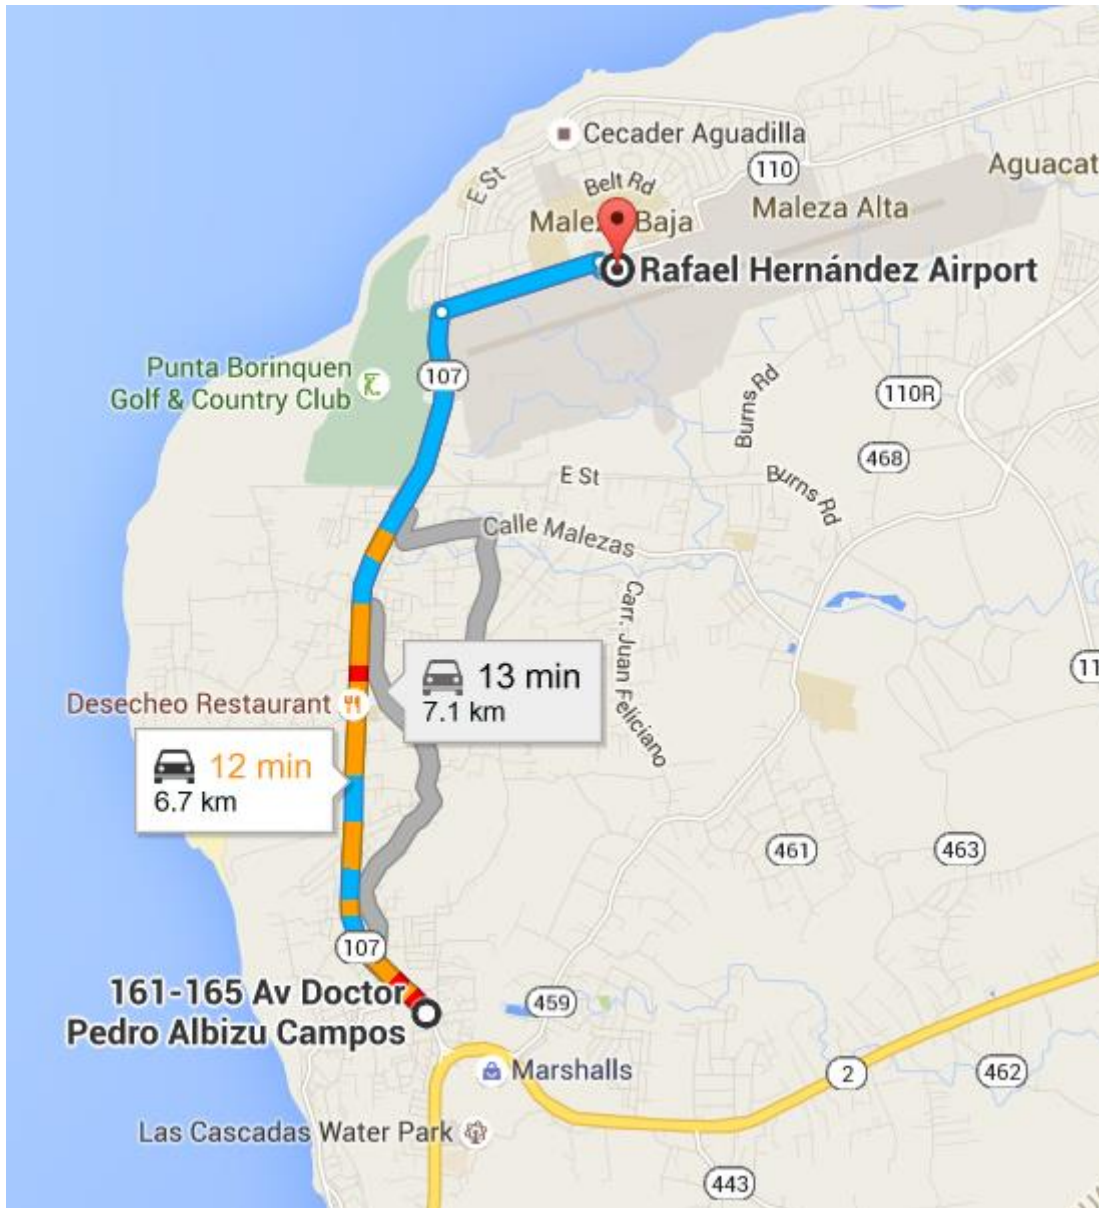 Cecader Aguadilla
110
Aguacat
E St
Belt Rd
Maleza Alta
Baja
Rafael Hernández Airport
107
Punta Borinquen
Golf & Country Club
Burns Rd
110R
468
E St
Burns Rd
Calle Malezas
Carr. Juan Feliciano
13 min
7.1 km
11
Desecheo Restaurant
12 min
6.7 km
461
463
107
161-165 Av Doctor
Pedro Albizu Campos
459
Marshalls
2
462
Las Cascadas Water Park
443